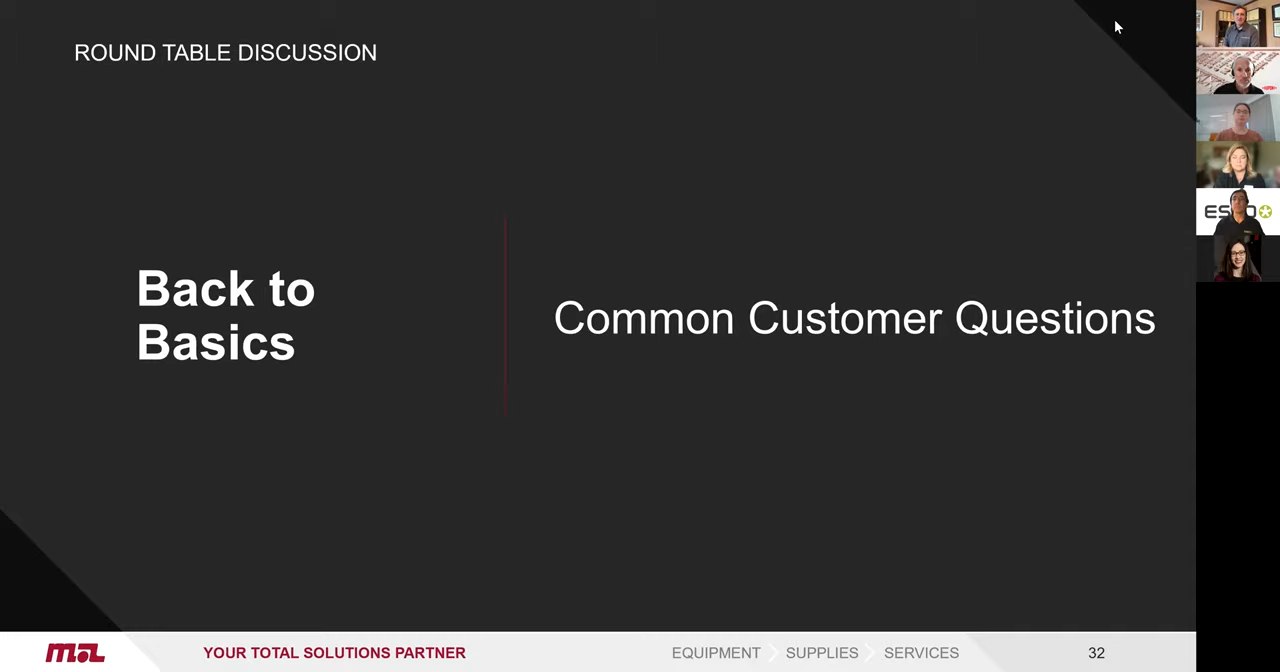 ROUND TABLE DISCUSSION
Back to
Basics
Common Customer Questions
YOUR TOTAL SOLUTIONS PARTNER
EQUIPMENT
SUPPLIES
SERVICES
32